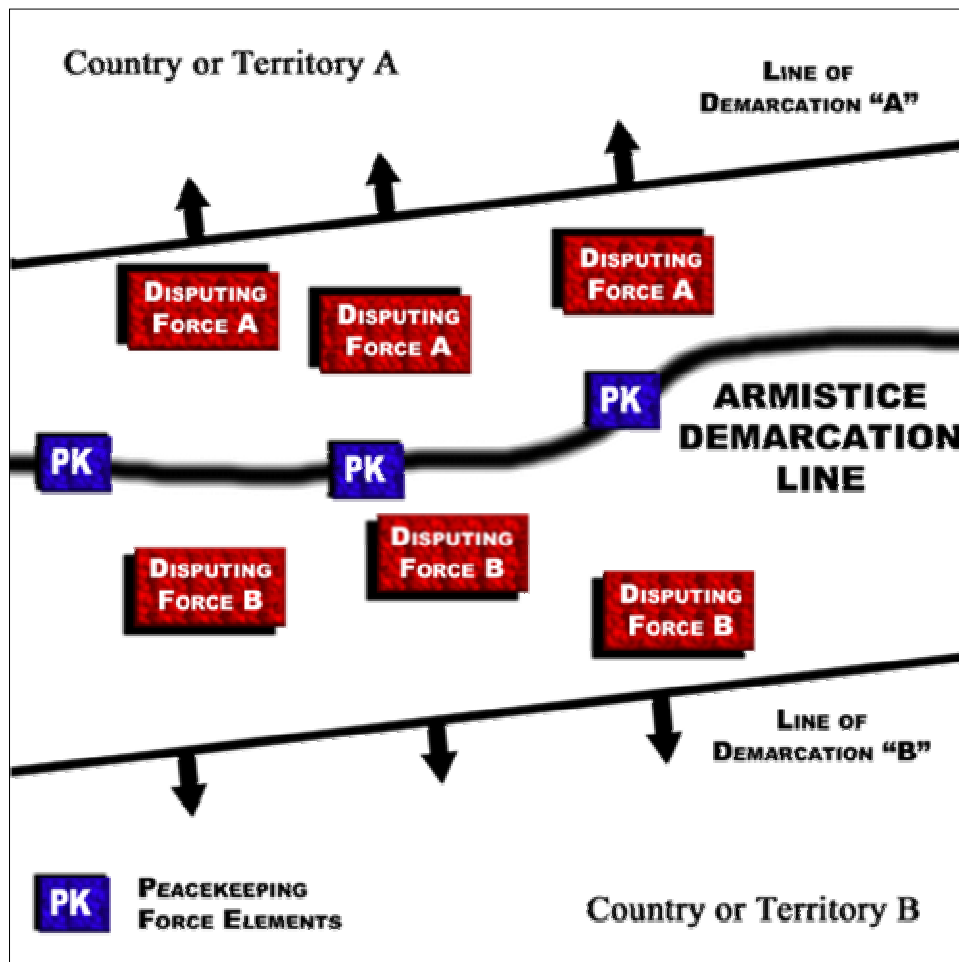 Country or Territory A
LINE OF
DEMARCATION “A”
DISPUTING
FORCE A
DISPUTING
FORCE A
DISPUTING
FORCE A
PK
ARMISTICE
DEMARCATION
LINE
PK
PK
DISPUTING
FORCE B
DISPUTING
FORCE B
DISPUTING
FORCE B
LINE OF
DEMARCATION “B”
PK
PEACEKEEPING
FORCE ELEMENTS
Country or Territory B